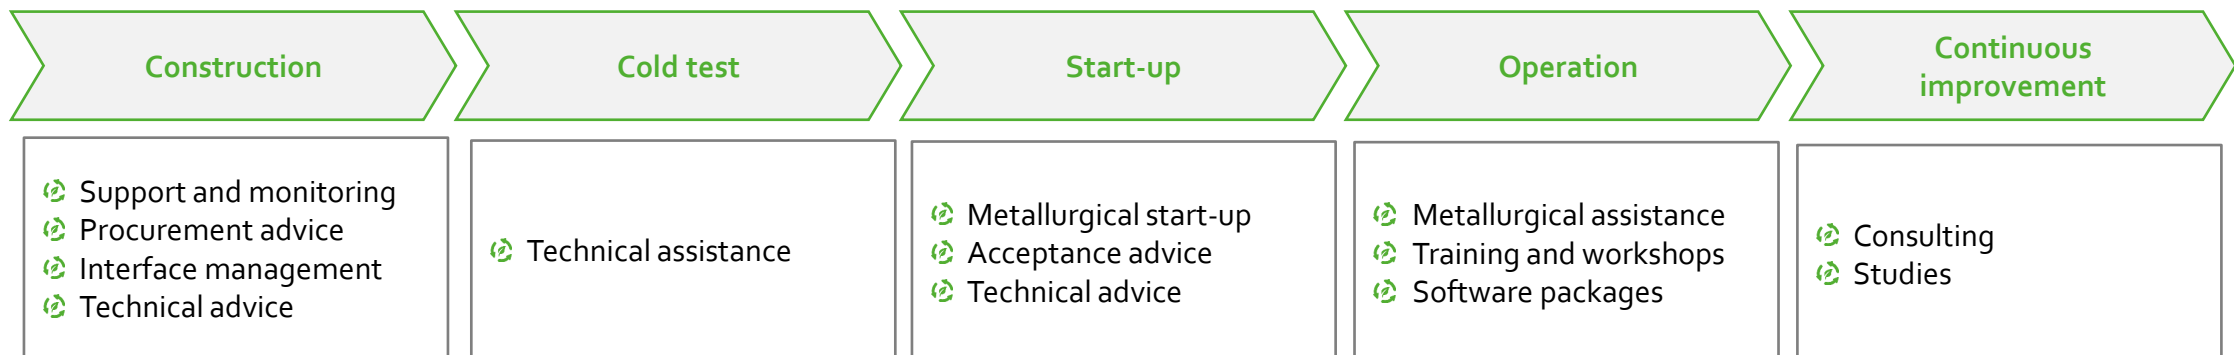 Construction
Cold test
Start-up
Operation
Continuous
improvement
Support and monitoring
Procurement advice
Interface management
Technical advice
Technical assistance
Metallurgical start-up
Acceptance advice
Technical advice
Metallurgical assistance
Training and workshops
Software packages
Consulting
Studies